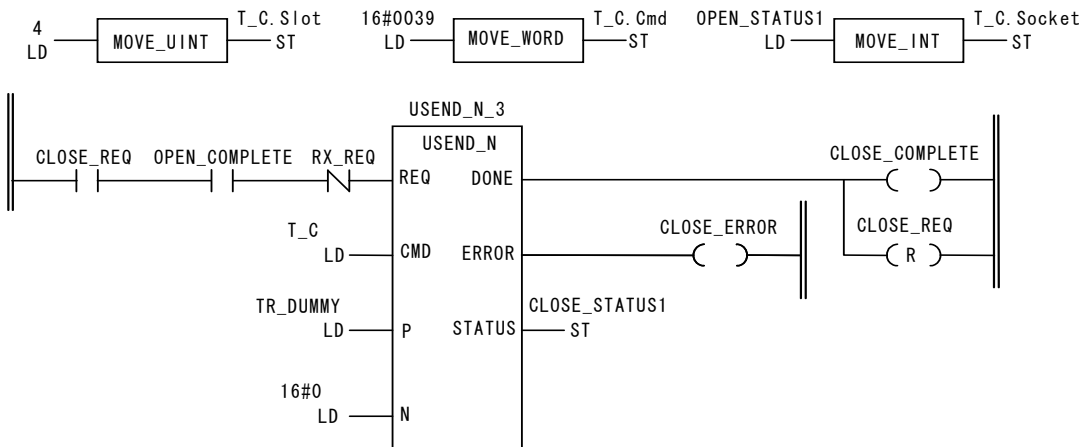 4 LD MOVE_UINT T_C.Slot ST
16#0039 LD MOVE_WORD T_C.Cmd ST
OPEN_STATUS1 LD MOVE_INT T_C.Socket ST
USEND_N_3
USEND_N
CLOSE_REQ OPEN_COMPLETE RX_REQ REQ DONE CLOSE_COMPLETE
CLOSE_REQ
R
T_C LD CMD ERROR CLOSE_ERROR
TR_DUMMY LD P STATUS CLOSE_STATUS1 ST
16#0 LD N